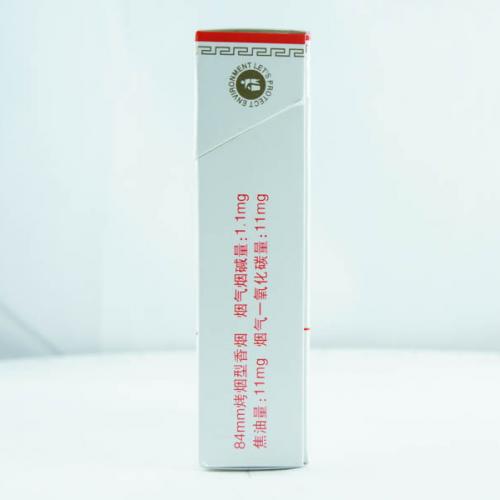 LET'S PROTECT ENVIRONMENT
84mm烤烟型香烟 烟气烟碱量:1.1mg
焦油量:11mg 烟气一氧化碳量:11mg